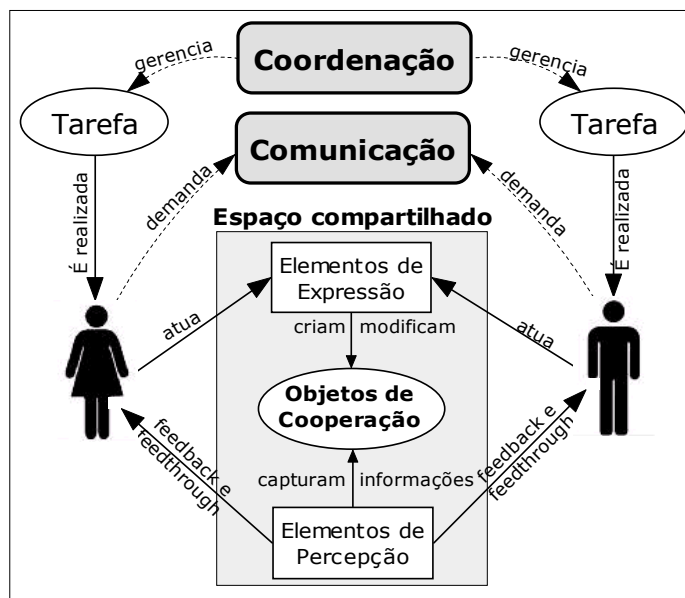 gerencia
Coordenação
gerencia
Tarefa
Tarefa
Comunicação
É realizada
demanda
demanda
É realizada
Espaço compartilhado
Elementos de
Expressão
atua
criam modificam
atua
Objetos de
Cooperação
feedback e
feedthrough
capturam informações
feedback e
feedthrough
Elementos de
Percepção